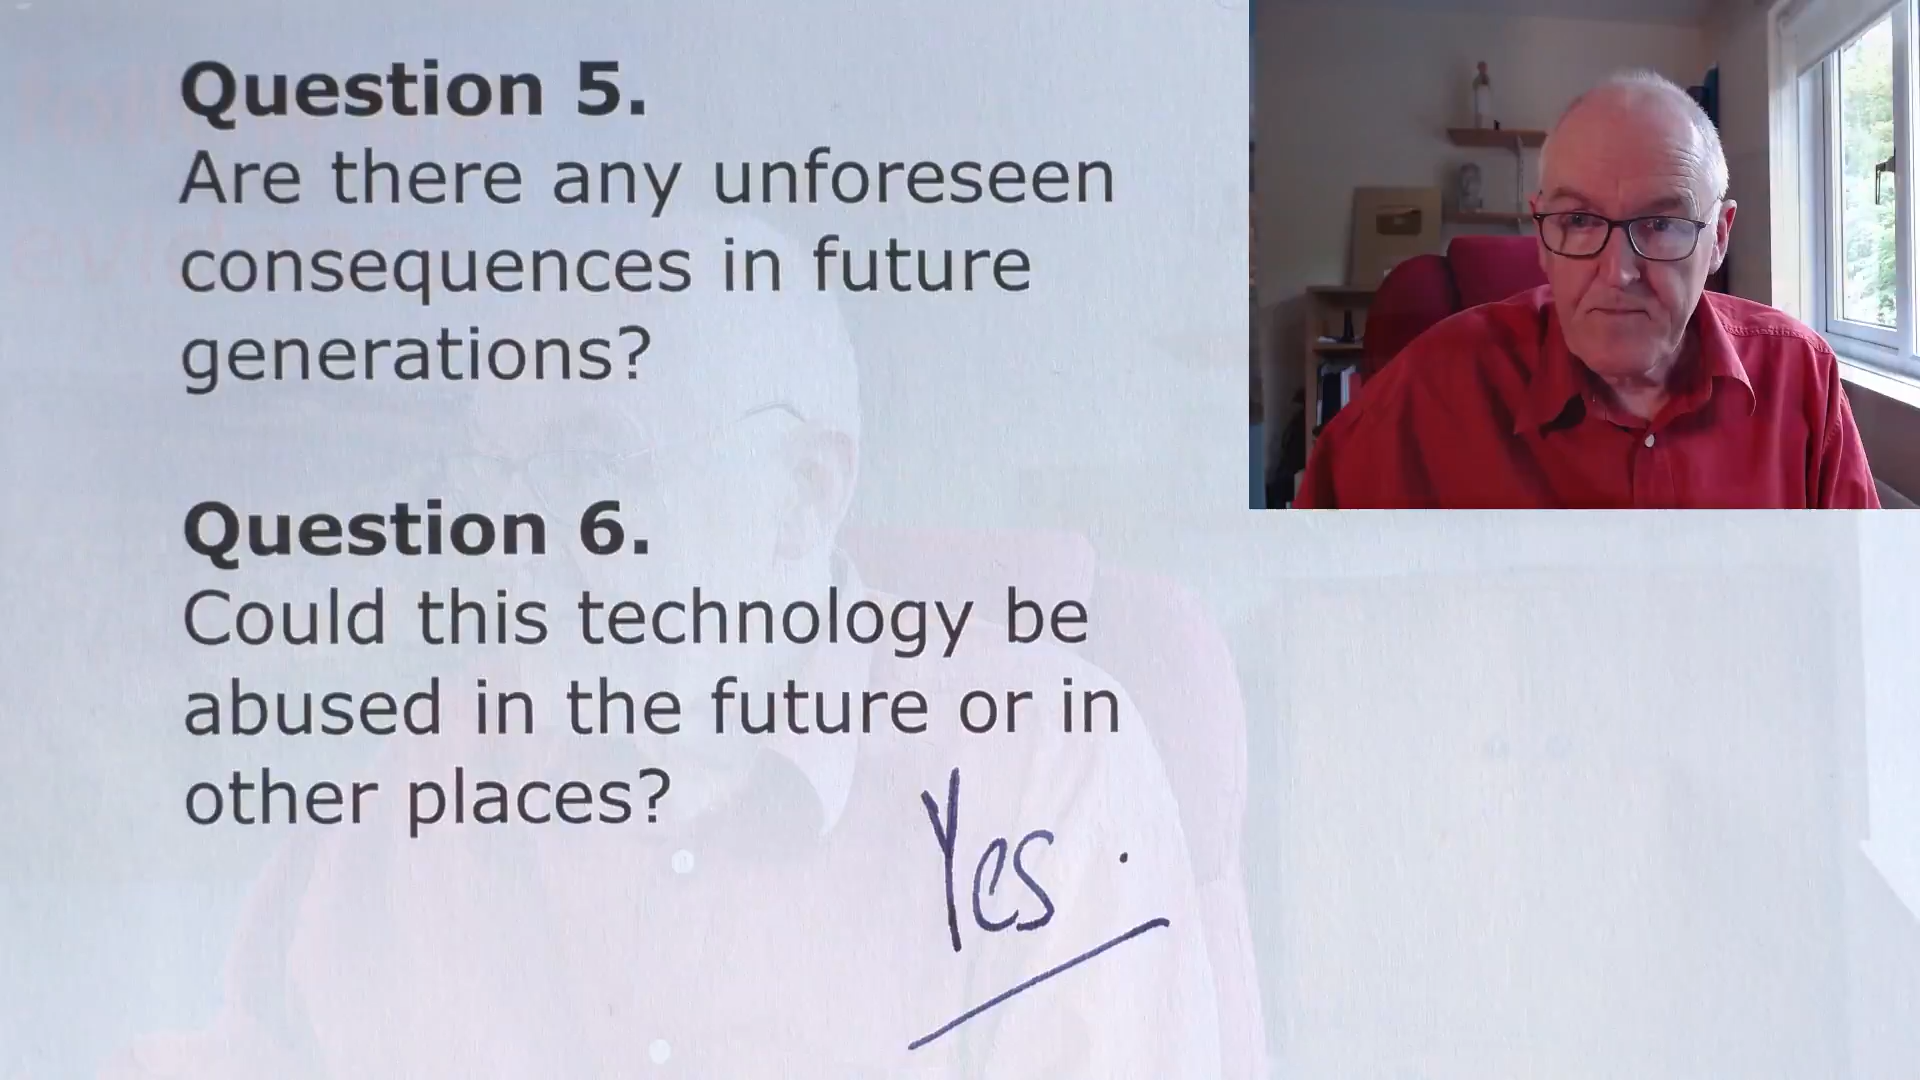 Question 5.
Are there any unforeseen
consequences in future
generations?
Question 6.
Could this technology be
abused in the future or in
other places?
Yes.